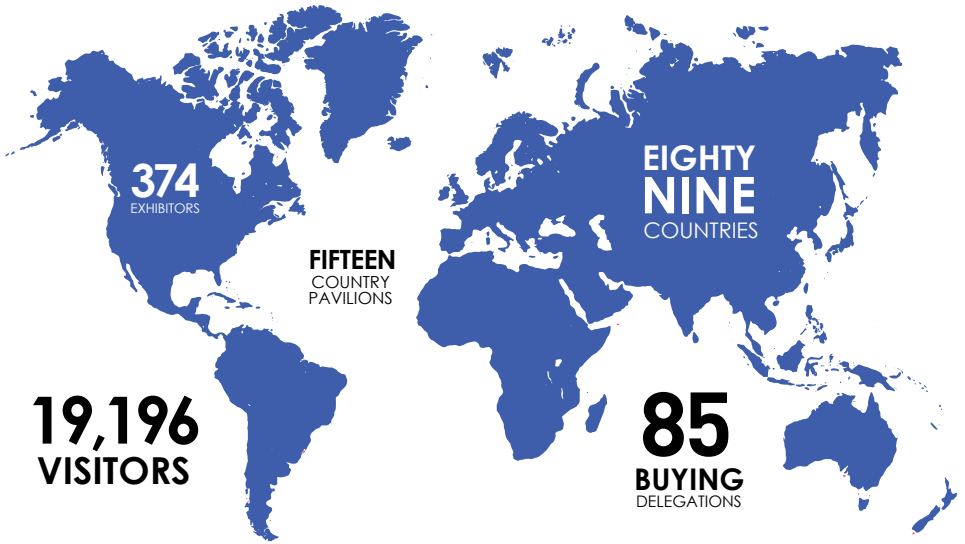 374
EXHIBITORS
EIGHTY
NINE
COUNTRIES
FIFTEEN
COUNTRY
PAVILIONS
19,196
VISITORS
85
BUYING
DELEGATIONS